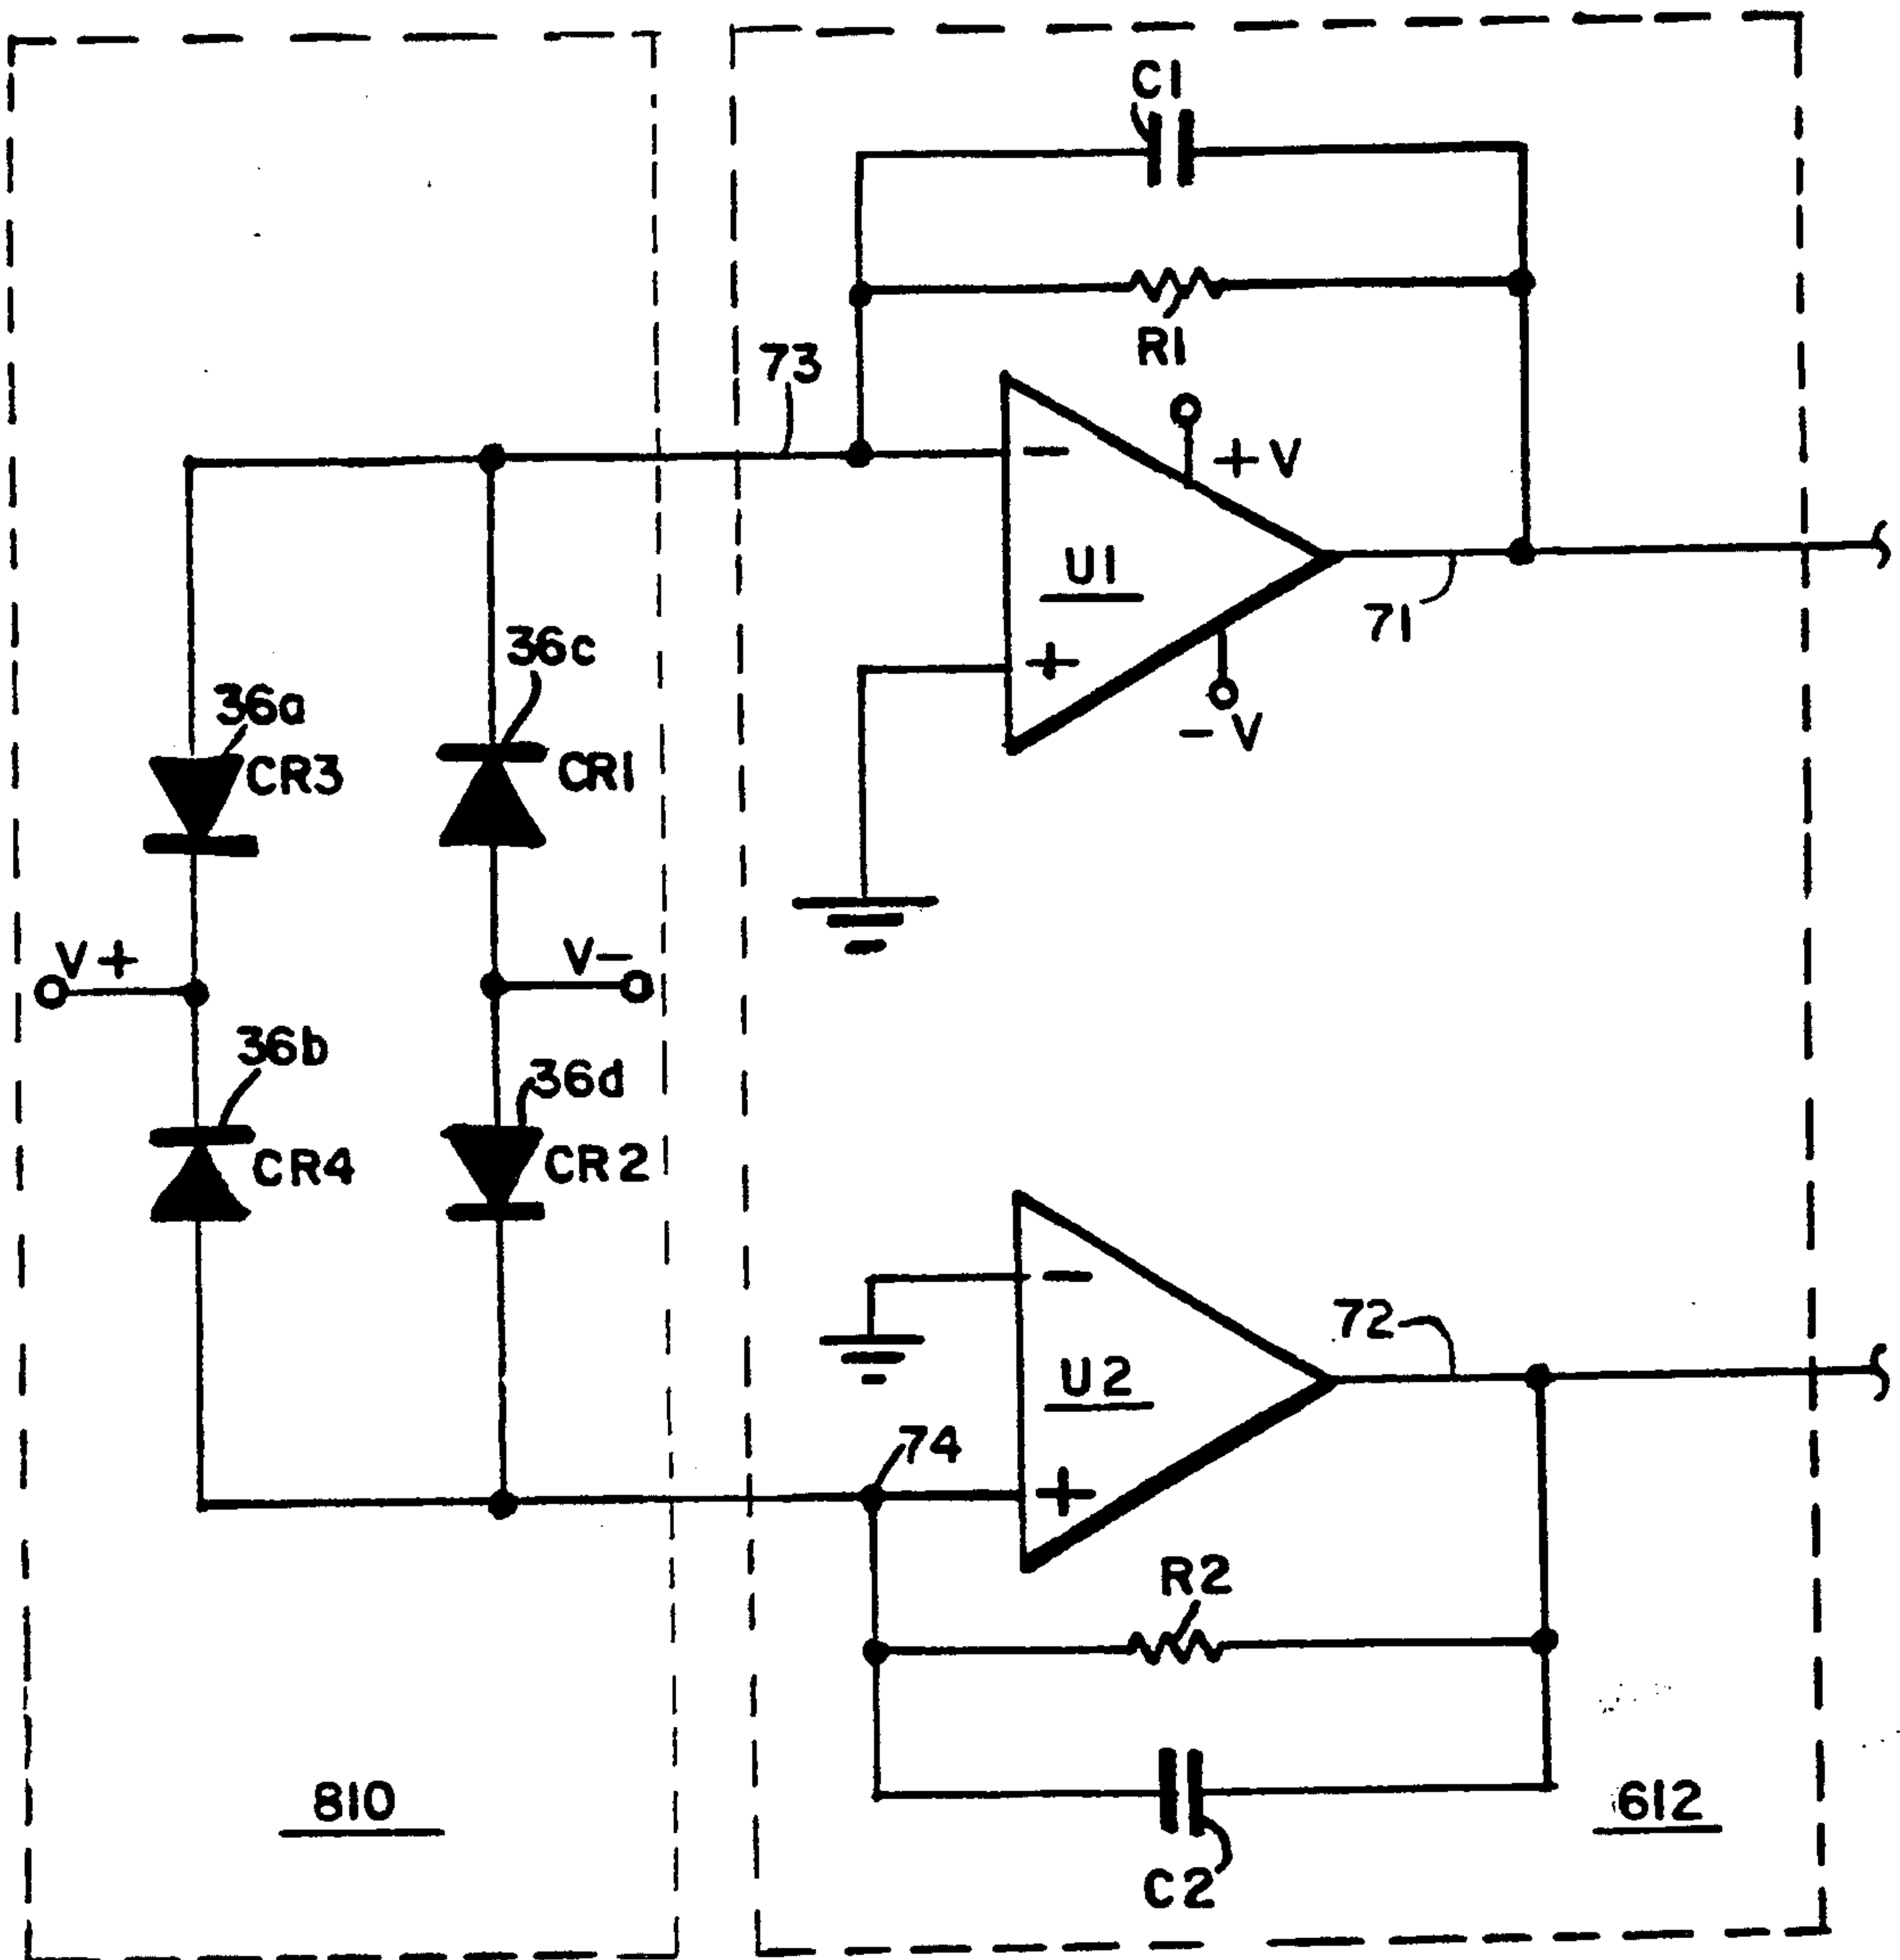 C1
R1
73
+V
-
U1
71
+
-V
36c
36a
CR3
CR1
V+
V-
36b
36d
CR4
CR2
-
72
U2
74
+
R2
810
612
C2